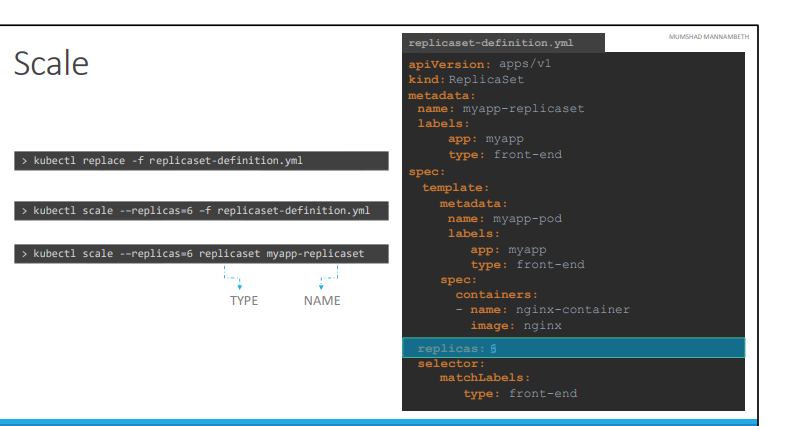 MUMSHAD MANNAMBETH
Scale
> kubectl replace -f replicaset-definition.yml
> kubectl scale --replicas=6 -f replicaset-definition.yml
> kubectl scale --replicas=6 replicaset myapp-replicaset
TYPE NAME
replicaset-definition.yml
apiVersion: apps/v1
kind: ReplicaSet
metadata:
name: myapp-replicaset
labels:
app: myapp
type: front-end
spec:
template:
metadata:
name: myapp-pod
labels:
app: myapp
type: front-end
spec:
containers:
- name: nginx-container
image: nginx
replicas:
selector:
matchLabels:
type: front-end